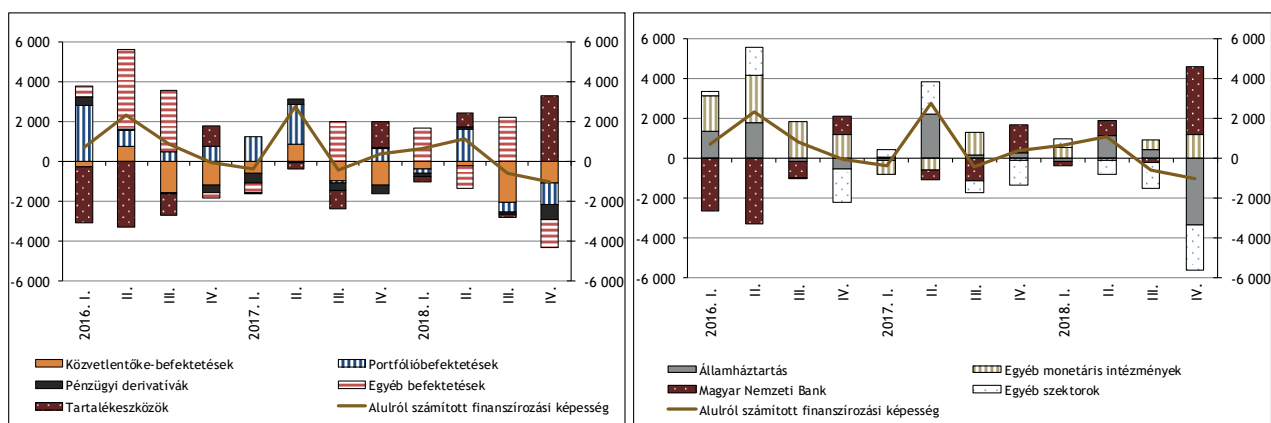 6 000 6 000
4 000 4 000
2 000 2 000
0 0
-2 000 -2 000
-4 000 -4 000
-6 000 -6 000
2016. I. II. III. IV. 2017. I. II. III. IV. 2018. I. II. III. IV.
Közvetlentőke-befektetések Portfólióbefektetések
Pénzügyi derivatívák Egyéb befektetések
Tartalékeszközök Alulról számított finanszírozási képesség
6 000 6 000
4 000 4 000
2 000 2 000
0 0
-2 000 -2 000
-4 000 -4 000
-6 000 -6 000
2016. I. II. III. IV. 2017. I. II. III. IV. 2018. I. II. III. IV.
Államháztartás Egyéb monetáris intézmények
Magyar Nemzeti Bank Egyéb szektorok
Alulról számított finanszírozási képesség